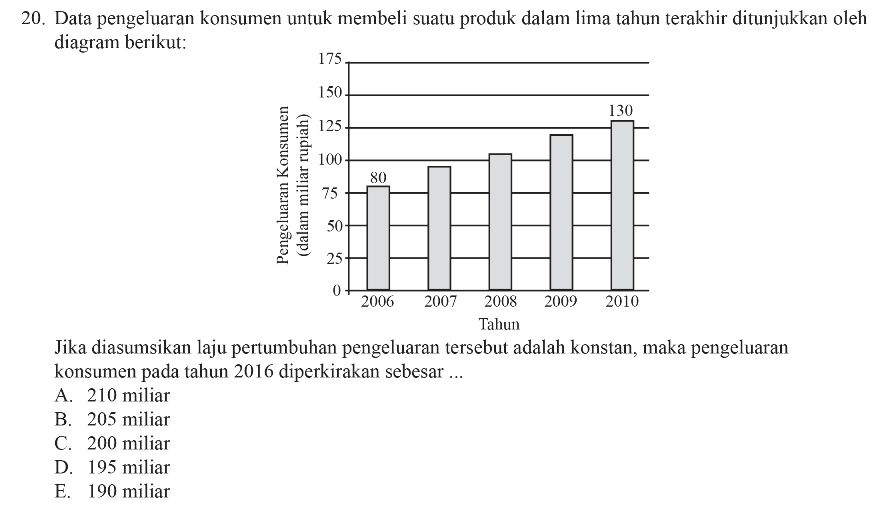 20. Data pengeluaran konsumen untuk membeli suatu produk dalam lima tahun terakhir ditunjukkan oleh
diagram berikut:
Pengeluaran Konsumen
(dalam miliar rupiah)
175
150
125
100
75
50
25
0
80
130
2006 2007 2008 2009 2010
Tahun
Jika diasumsikan laju pertumbuhan pengeluaran tersebut adalah konstan, maka pengeluaran
konsumen pada tahun 2016 diperkirakan sebesar ...
A. 210 miliar
B. 205 miliar
C. 200 miliar
D. 195 miliar
E. 190 miliar